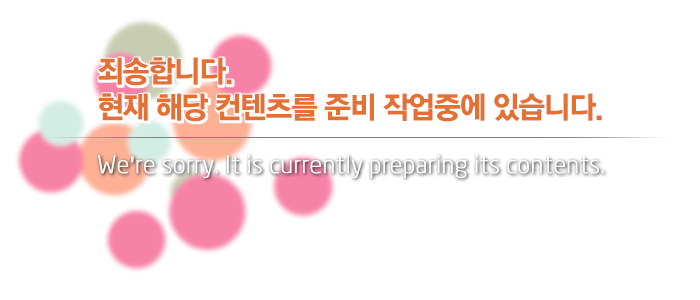 죄송합니다.
현재 해당 컨텐츠를 준비 작업중에 있습니다.
We're sorry. It is currently preparing its contents.